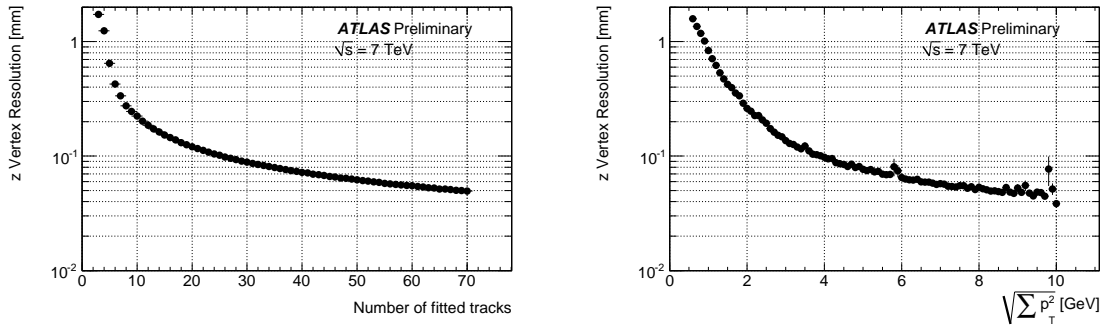 z Vertex Resolution [mm]
ATLAS Preliminary
√s = 7 TeV
1
10⁻¹
10⁻²
0 10 20 30 40 50 60 70
Number of fitted tracks
z Vertex Resolution [mm]
ATLAS Preliminary
√s = 7 TeV
1
10⁻¹
10⁻²
0 2 4 6 8 10
√∑ p²_T [GeV]